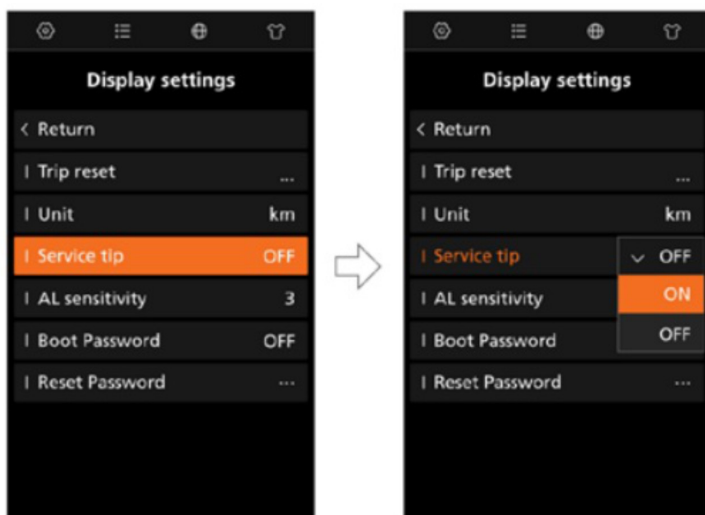 Display settings
< Return
| Trip reset ...
| Unit km
| Service tip OFF
| AL sensitivity 3
| Boot Password OFF
| Reset Password ...
Display settings
< Return
| Trip reset ...
| Unit km
| Service tip OFF
| AL sensitivity ON
| Boot Password OFF
| Reset Password ...